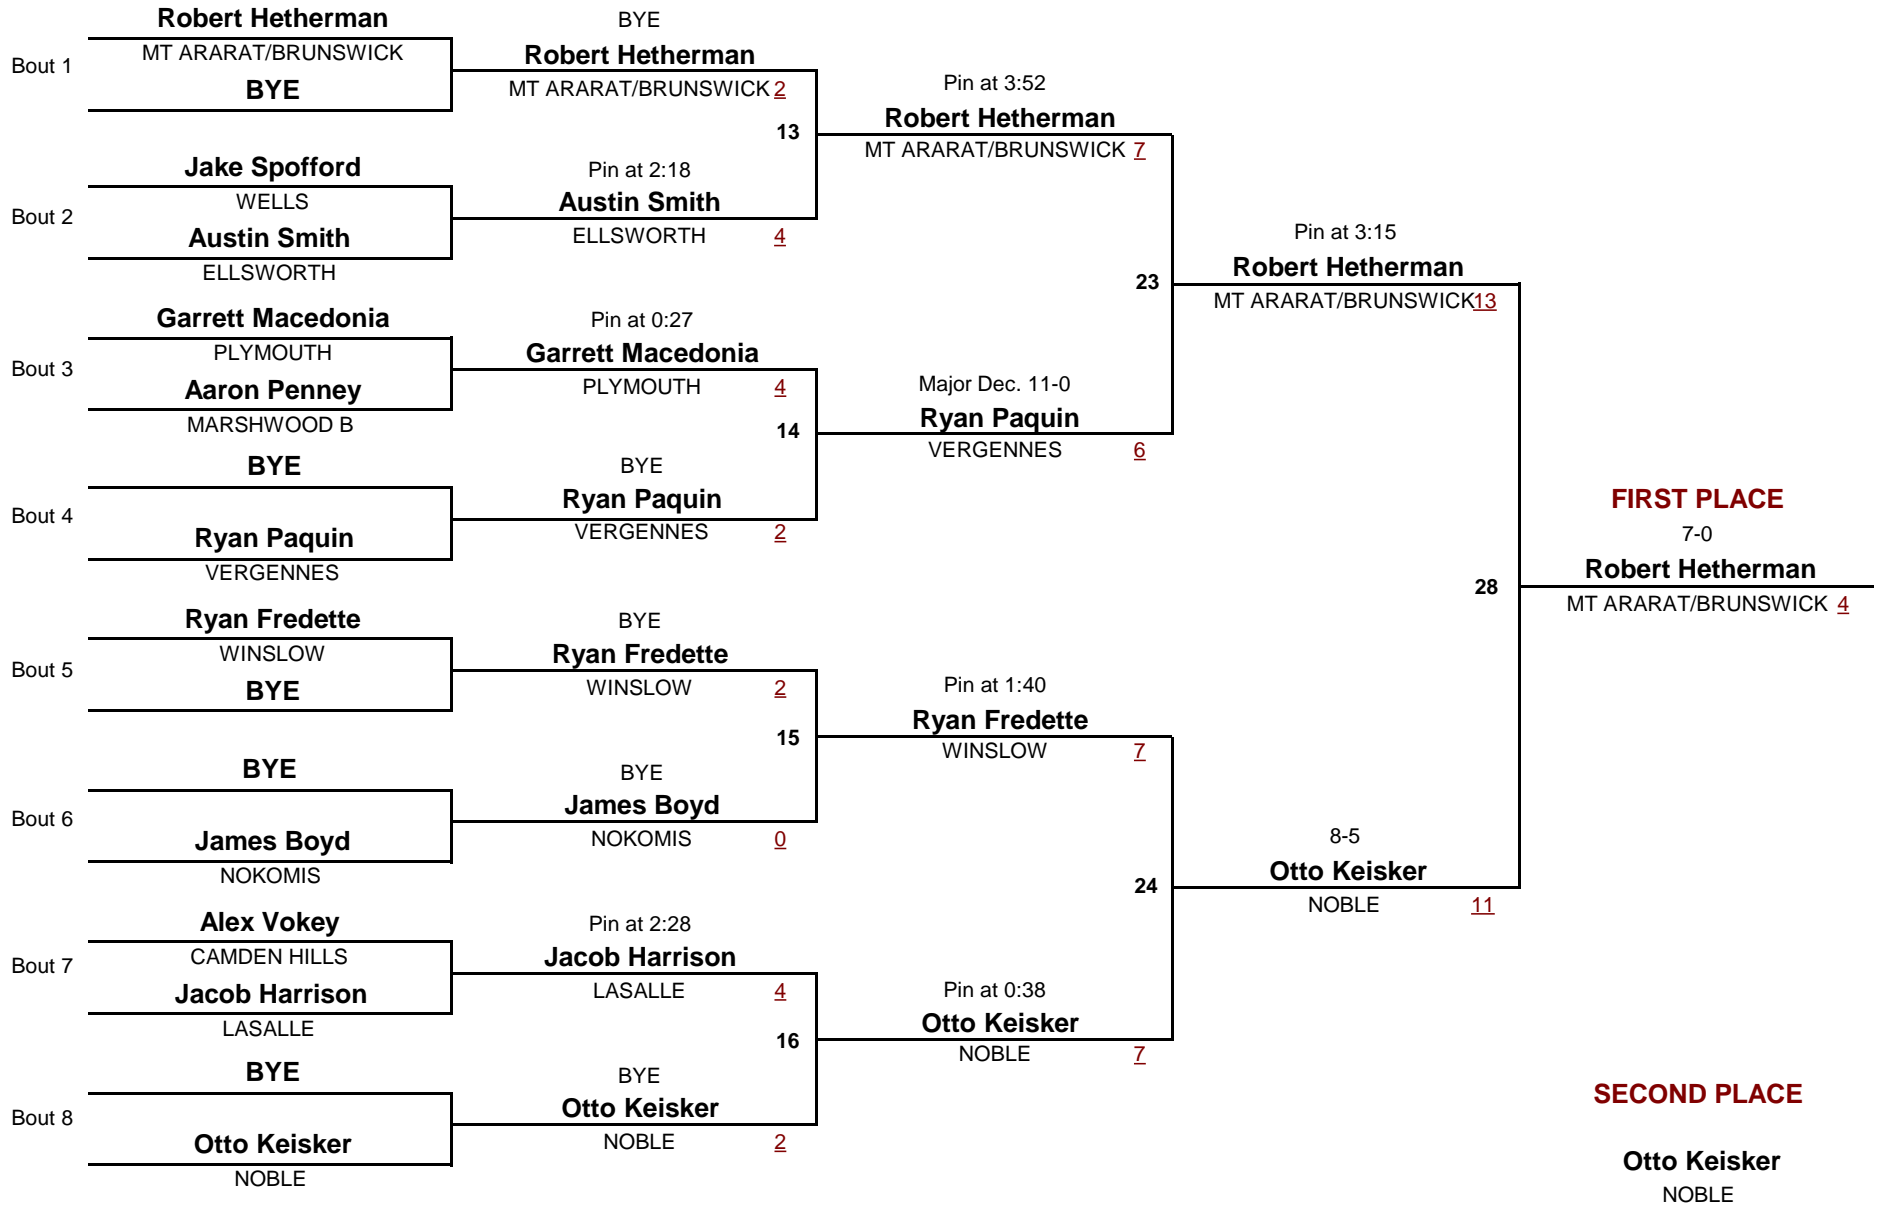 Robert Hetherman
Bout 1
MT ARARAT/BRUNSWICK
BYE
Jake Spofford
Bout 2
WELLS
Austin Smith
ELLSWORTH
Garrett Macedonia
Bout 3
PLYMOUTH
Aaron Penney
MARSHWOOD B
BYE
Bout 4
Ryan Paquin
VERGENNES
Ryan Fredette
Bout 5
WINSLOW
BYE
BYE
Bout 6
James Boyd
NOKOMIS
Alex Vokey
Bout 7
CAMDEN HILLS
Jacob Harrison
LASALLE
BYE
Bout 8
Otto Keisker
NOBLE
BYE
Robert Hetherman
MT ARARAT/BRUNSWICK 2
13
Pin at 2:18
Austin Smith
ELLSWORTH 4
Pin at 0:27
Garrett Macedonia
PLYMOUTH 4
14
BYE
Ryan Paquin
VERGENNES 2
BYE
Ryan Fredette
WINSLOW 2
15
BYE
James Boyd
NOKOMIS 0
Pin at 2:28
Jacob Harrison
LASALLE 4
16
BYE
Otto Keisker
NOBLE 2
Pin at 3:52
Robert Hetherman
MT ARARAT/BRUNSWICK 7
23
Major Dec. 11-0
Ryan Paquin
VERGENNES 6
Pin at 1:40
Ryan Fredette
WINSLOW 7
24
Pin at 0:38
Otto Keisker
NOBLE 7
Pin at 3:15
Robert Hetherman
MT ARARAT/BRUNSWICK 13
28
8-5
Otto Keisker
NOBLE 11
FIRST PLACE
7-0
Robert Hetherman
MT ARARAT/BRUNSWICK 4
SECOND PLACE
Otto Keisker
NOBLE